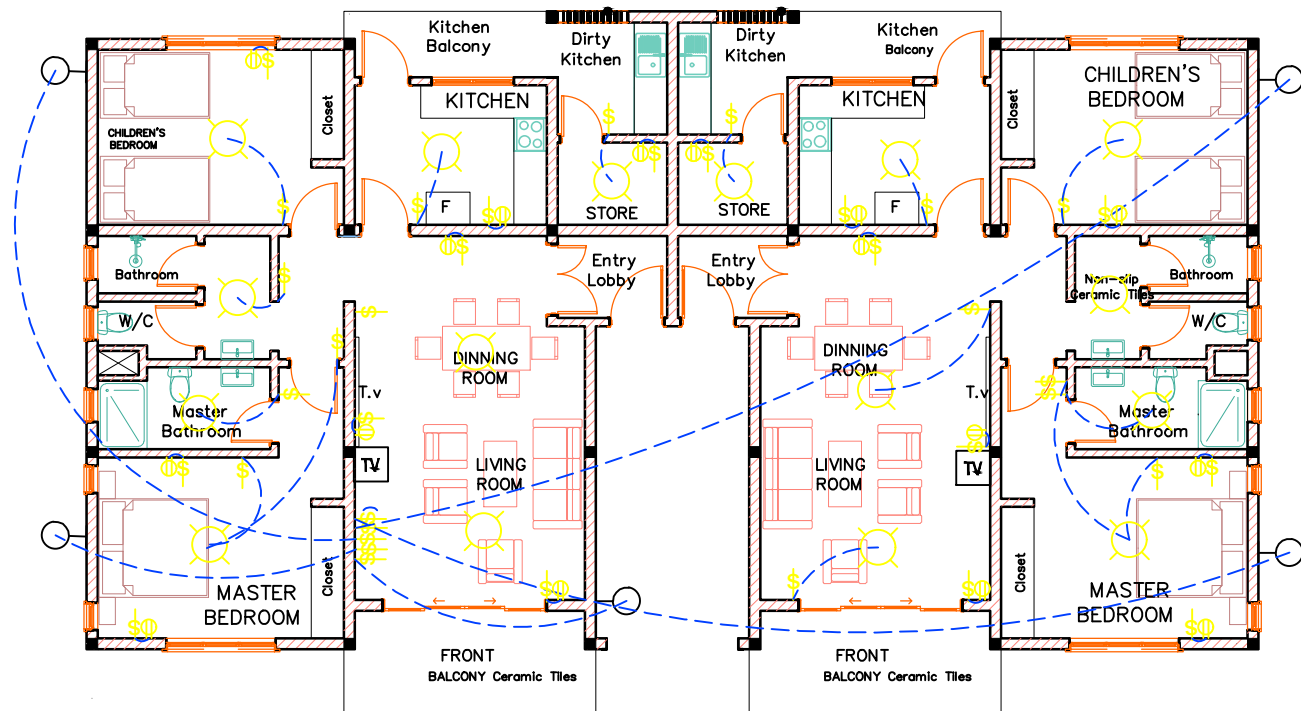 Kitchen
Balcony
Dirty
Kitchen
Dirty
Kitchen
Kitchen
Balcony
KITCHEN
KITCHEN
CHILDREN'S
BEDROOM
Closet
Closet
CHILDREN'S
BEDROOM
F
STORE
STORE
F
Bathroom
Entry
Lobby
Entry
Lobby
Non-slip
Ceramic Tiles
Bathroom
W/C
W/C
DINNING
ROOM
DINNING
ROOM
T.v
T.v
Master
Bathroom
Master
Bathroom
TV
LIVING
ROOM
LIVING
ROOM
TV
Closet
MASTER
BEDROOM
Closet
MASTER
BEDROOM
FRONT
BALCONY Ceramic Tiles
FRONT
BALCONY Ceramic Tiles